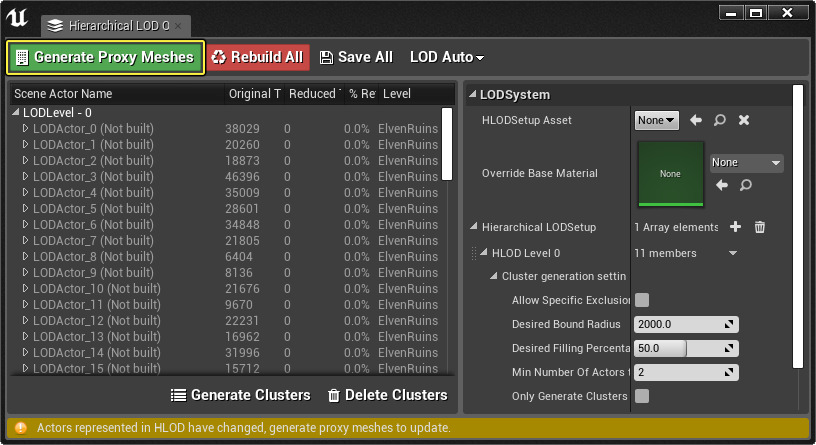 Hierarchical LOD O
Generate Proxy Meshes Rebuild All Save All LOD Auto
Scene Actor Name Original T Reduced % Re Level
LODLevel - 0
LODActor_0 (Not built) 38029 0 0.0% ElvenRuins
LODActor_1 (Not built) 20260 0 0.0% ElvenRuins
LODActor_2 (Not built) 18873 0 0.0% ElvenRuins
LODActor_3 (Not built) 46396 0 0.0% ElvenRuins
LODActor_4 (Not built) 35009 0 0.0% ElvenRuins
LODActor_5 (Not built) 28601 0 0.0% ElvenRuins
LODActor_6 (Not built) 34848 0 0.0% ElvenRuins
LODActor_7 (Not built) 21805 0 0.0% ElvenRuins
LODActor_8 (Not built) 6404 0 0.0% ElvenRuins
LODActor_9 (Not built) 8136 0 0.0% ElvenRuins
LODActor_10 (Not built) 21676 0 0.0% ElvenRuins
LODActor_11 (Not built) 9670 0 0.0% ElvenRuins
LODActor_12 (Not built) 22231 0 0.0% ElvenRuins
LODActor_13 (Not built) 16962 0 0.0% ElvenRuins
LODActor_14 (Not built) 31996 0 0.0% ElvenRuins
LODActor_15 (Not built) 15712 0 0.0% ElvenRuins
Generate Clusters Delete Clusters
LODSystem
HLODSetup Asset None
Override Base Material None None
Hierarchical LODSetup 1 Array elements
HLOD Level 0 11 members
Cluster generation settin
Allow Specific Exclusion
Desired Bound Radius 2000.0
Desired Filling Percenta 50.0
Min Number Of Actors 2
Only Generate Clusters
Actors represented in HLOD have changed, generate proxy meshes to update.